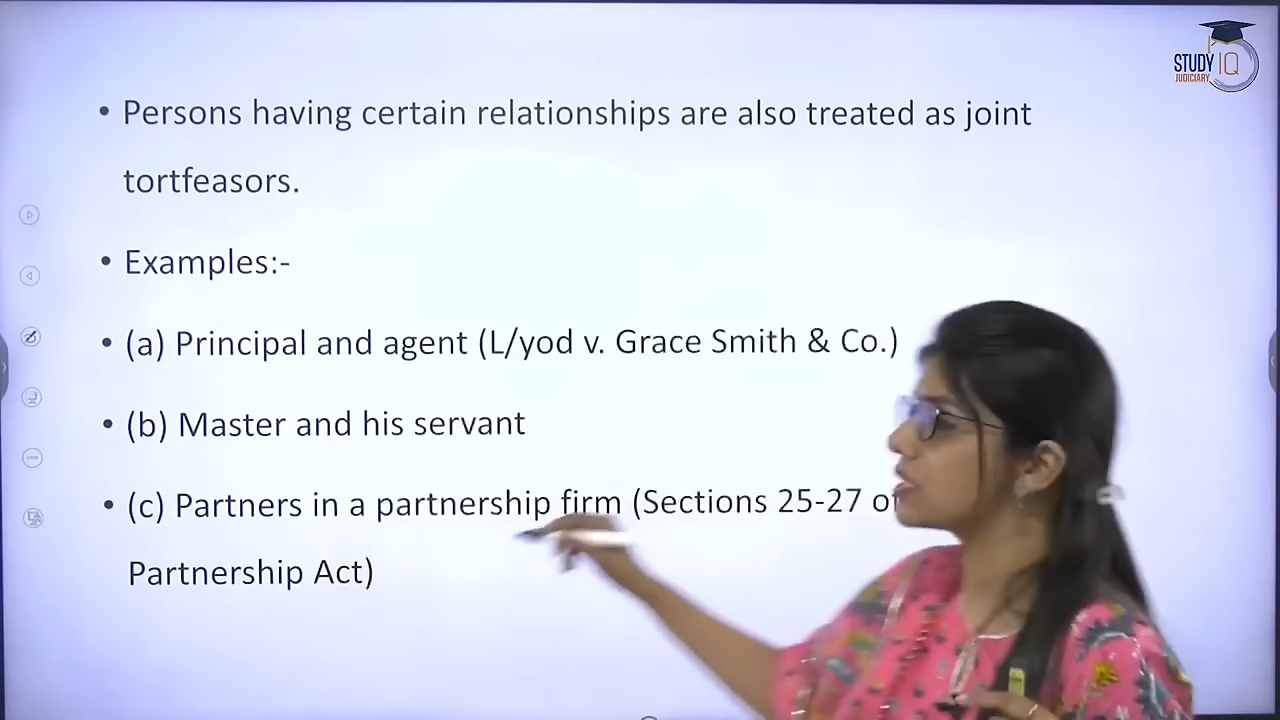 STUDY IQ
JUDICIARY
• Persons having certain relationships are also treated as joint
tortfeasors.
• Examples:-
• (a) Principal and agent (L/yod v. Grace Smith & Co.)
• (b) Master and his servant
• (c) Partners in a partnership firm (Sections 25-27
Partnership Act)